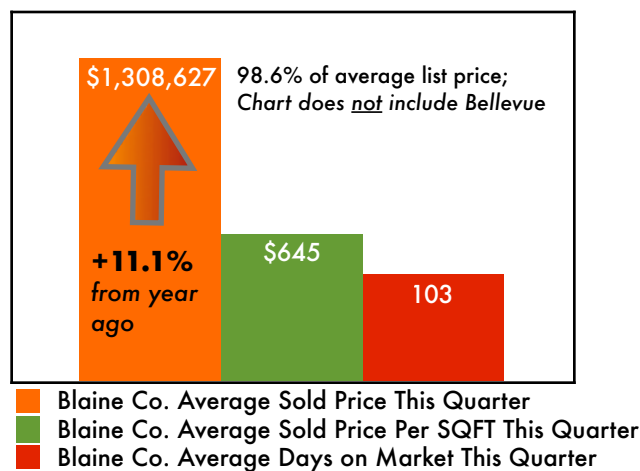 $1,308,627
98.6% of average list price;
Chart does not include Bellevue
+11.1%
from year
ago
$645
103
Blaine Co. Average Sold Price This Quarter
Blaine Co. Average Sold Price Per SQFT This Quarter
Blaine Co. Average Days on Market This Quarter